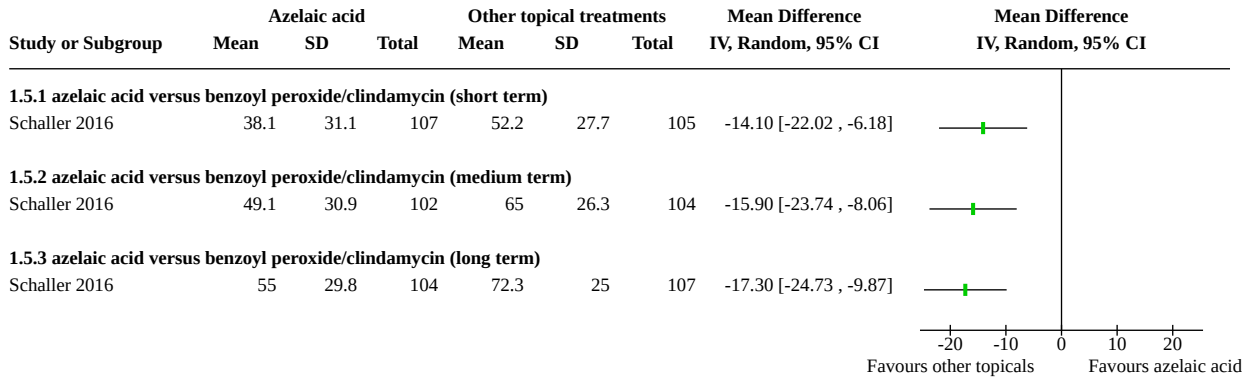 Azelaic acid Other topical treatments Mean Difference Mean Difference
Study or Subgroup Mean SD Total Mean SD Total IV, Random, 95% CI IV, Random, 95% CI
1.5.1 azelaic acid versus benzoyl peroxide/clindamycin (short term)
Schaller 2016 38.1 31.1 107 52.2 27.7 105 -14.10 [-22.02 , -6.18]
1.5.2 azelaic acid versus benzoyl peroxide/clindamycin (medium term)
Schaller 2016 49.1 30.9 102 65 26.3 104 -15.90 [-23.74 , -8.06]
1.5.3 azelaic acid versus benzoyl peroxide/clindamycin (long term)
Schaller 2016 55 29.8 104 72.3 25 107 -17.30 [-24.73 , -9.87]
-20 -10 0 10 20
Favours other topicals Favours azelaic acid